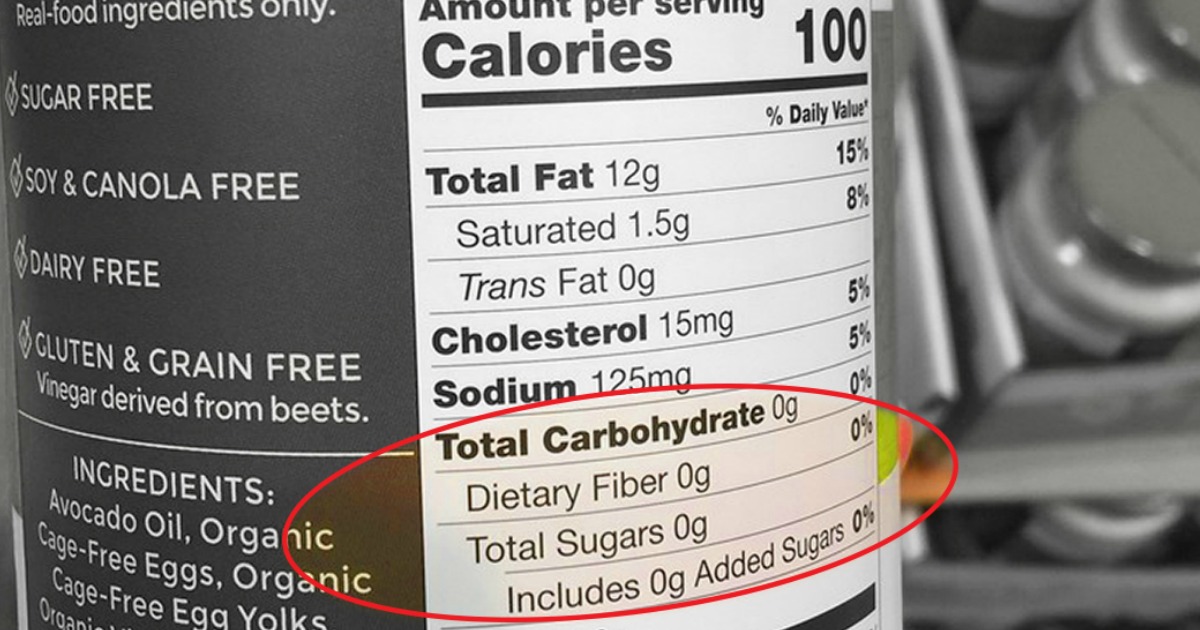 Real-food ingredients only.
SUGAR FREE
SOY & CANOLA FREE
DAIRY FREE
GLUTEN & GRAIN FREE
Vinegar derived from beets.
INGREDIENTS:
Avocado Oil, Organic
Cage-Free Eggs, Organic
Cage-Free Egg Yolks
Organic
Amount per serving
Calories 100
% Daily Value*
Total Fat 12g 15%
Saturated 1.5g 8%
Trans Fat 0g
Cholesterol 15mg 5%
Sodium 125mg 5%
Total Carbohydrate 0g 0%
Dietary Fiber 0g 0%
Total Sugars 0g
Includes 0g Added Sugars 0%